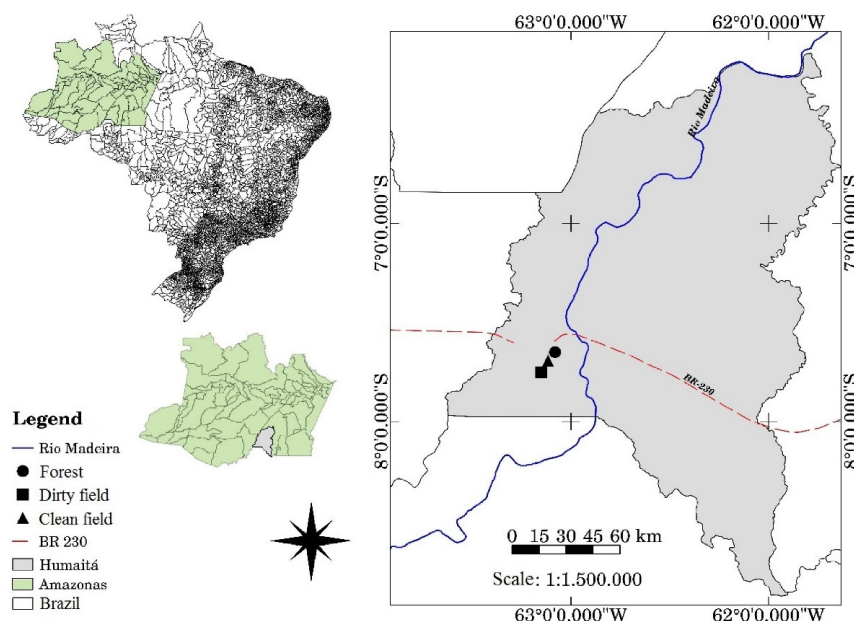 63°0'0.000"W 62°0'0.000"W
Rio Madeira
7°0'0.000"S
7°0'0.000"S
BR-230
8°0'0.000"S
8°0'0.000"S
0 15 30 45 60 km
Scale: 1:1.500.000
63°0'0.000"W 62°0'0.000"W
Legend
Rio Madeira
Forest
Dirty field
Clean field
BR 230
Humaitá
Amazonas
Brazil